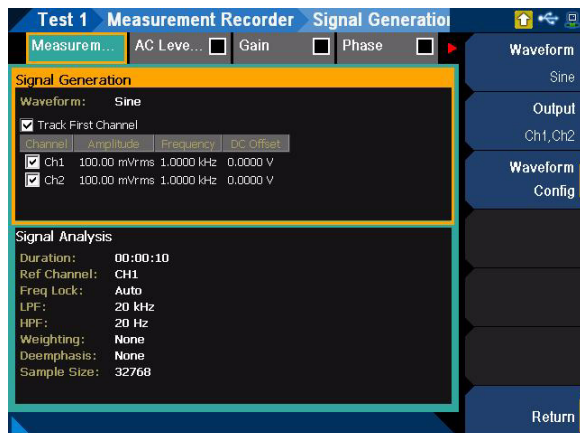 Test 1 Measurement Recorder Signal Generation
Measurem... AC Leve... Gain Phase
Signal Generation
Waveform: Sine
Track First Channel
Channel Amplitude Frequency DC Offset
Ch1 100.00 mVrms 1.0000 kHz 0.0000 V
Ch2 100.00 mVrms 1.0000 kHz 0.0000 V
Signal Analysis
Duration: 00:00:10
Ref Channel: CH1
Freq Lock: Auto
LPF: 20 kHz
HPF: 20 Hz
Weighting: None
Deemphasis: None
Sample Size: 32768
Waveform
Sine
Output
Ch1,Ch2
Waveform
Config
Return